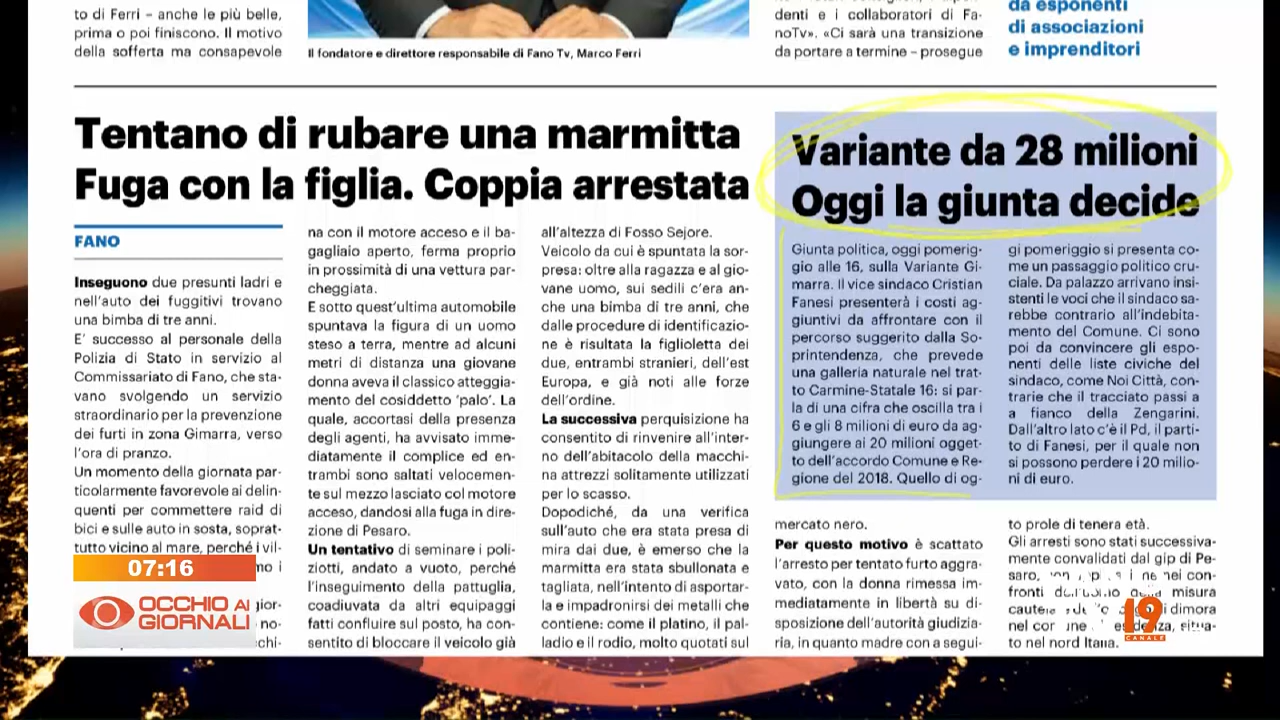 to di Ferri – anche le più belle,
prima o poi finiscono. Il motivo
della sofferta ma consapevole
Il fondatore e direttore responsabile di Fano Tv, Marco Ferri
denti e i collaboratori di Fa-
noTv». «Ci sarà una transizione
da portare a termine – prosegue
da esponenti
di associazioni
e imprenditori
Tentano di rubare una marmitta
Fuga con la figlia. Coppia arrestata
FANO
Inseguono due presunti ladri e
nell'auto dei fuggitivi trovano
una bimba di tre anni.
E' successo al personale della
Polizia di Stato in servizio al
Commissariato di Fano, che sta-
vano svolgendo un servizio
straordinario per la prevenzione
dei furti in zona Gimarra, verso
l'ora di pranzo.
Un momento della giornata par-
ticolarmente favorevole ai delin-
quenti per commettere raid di
bici e sulle auto in sosta, soprat-
tutto vicino al mare, perché i vil-
na con il motore acceso e il ba-
gagliaio aperto, ferma proprio
in prossimità di una vettura par-
cheggiata.
E sotto quest'ultima automobile
spuntava la figura di un uomo
steso a terra, mentre ad alcuni
metri di distanza una giovane
donna aveva il classico atteggia-
mento del cosiddetto 'palo'. La
quale, accortasi della presenza
degli agenti, ha avvisato imme-
diatamente il complice ed en-
trambi sono saltati velocemen-
te sul mezzo lasciato col motore
acceso, dandosi alla fuga in dire-
zione di Pesaro.
Un tentativo di seminare i poli-
ziotti, andato a vuoto, perché
l'inseguimento della pattuglia,
coadiuvata da altri equipaggi
fatti confluire sul posto, ha con-
sentito di bloccare il veicolo già
all'altezza di Fosso Sejore.
Veicolo da cui è spuntata la sor-
presa: oltre alla ragazza e al gio-
vane uomo, sui sedili c'era an-
che una bimba di tre anni, che
dalle procedure di identificazio-
ne è risultata la figlioletta dei
due, entrambi stranieri, dell'est
Europa, e già noti alle forze
dell'ordine.
La successiva perquisizione ha
consentito di rinvenire all'inter-
no dell'abitacolo della macchi-
na attrezzi solitamente utilizzati
per lo scasso.
Dopodiché, da una verifica
sull'auto che era stata presa di
mira dai due, è emerso che la
marmitta era stata sbullonata e
tagliata, nell'intento di asportar-
la e impadronirsi dei metalli che
contiene: come il platino, il pal-
ladio e il rodio, molto quotati sul
Variante da 28 milioni
Oggi la giunta decide
Giunta politica, oggi pomerig-
gio alle 16, sulla Variante Gi-
marra. Il vice sindaco Cristian
Fanesi presenterà i costi ag-
giuntivi da affrontare con il
percorso suggerito dalla So-
printendenza, che prevede
una galleria naturale nel trat-
to Carmine-Statale 16: si par-
la di una cifra che oscilla tra i
6 e gli 8 milioni di euro da ag-
giungere ai 20 milioni ogget-
to dell'accordo Comune e Re-
gione del 2018. Quello di og-
gi pomeriggio si presenta co-
me un passaggio politico cru-
ciale. Da palazzo arrivano insi-
stenti le voci che il sindaco sa-
rebbe contrario all'indebita-
mento del Comune. Ci sono
poi da convincere gli espo-
nenti delle liste civiche del
sindaco, come Noi Città, con-
trarie che il tracciato passi a
a fianco della Zengarini.
Dall'altro lato c'è il Pd, il parti-
to di Fanesi, per il quale non
si possono perdere i 20 milio-
ni di euro.
mercato nero.
Per questo motivo è scattato
l'arresto per tentato furto aggra-
vato, con la donna rimessa im-
mediatamente in libertà su di-
sposizione dell'autorità giudizia-
ria, in quanto madre con a segui-
to prole di tenera età.
Gli arresti sono stati successiva-
mente convalidati dal gip di Pe-
saro, nei con-
fronti misura
dimora
nel situa-
to nel nord Italia.
07:16
OCCHIO AI
GIORNALI
19
CANALE